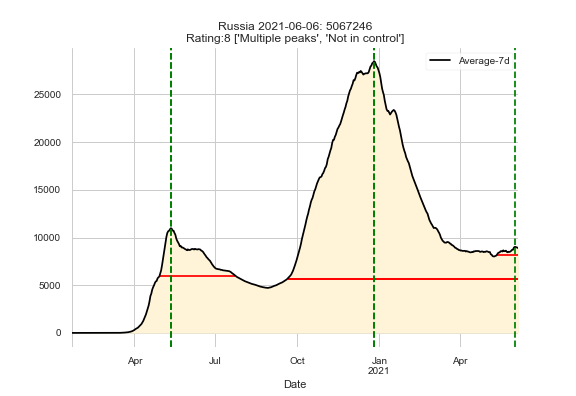 Russia 2021-06-06: 5067246
Rating:8 ['Multiple peaks', 'Not in control']
Average-7d
25000
20000
15000
10000
5000
0
Apr
Jul
Oct
Jan
2021
Apr
Date